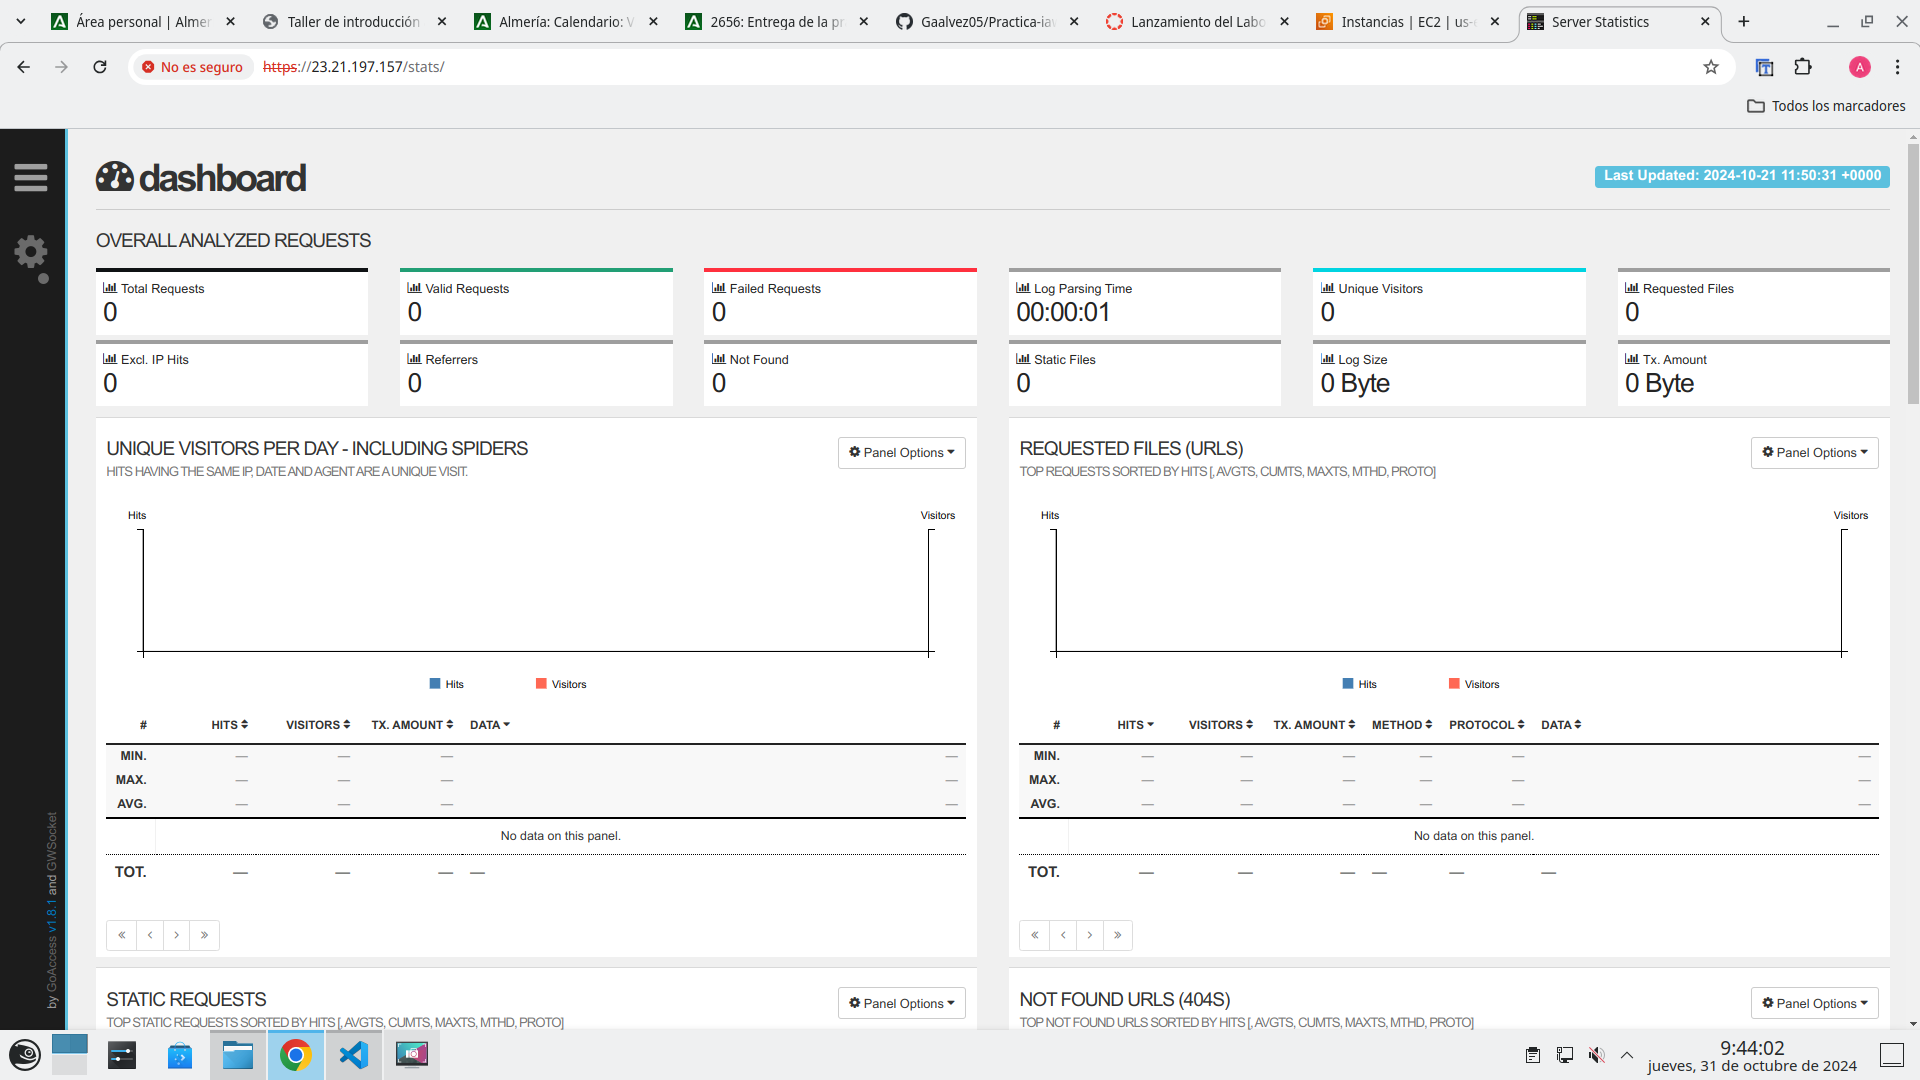 Área personal | Almer
Taller de introducción
Almería: Calendario: V
2656: Entrega de la pr
Gaalvez05/Practica-iaw
Lanzamiento del Labo
Instancias | EC2 | us-e
Server Statistics
No es seguro
https://23.21.197.157/stats/
A
Todos los marcadores
dashboard
Last Updated: 2024-10-21 11:50:31 +0000
OVERALL ANALYZED REQUESTS
Total Requests
0
Valid Requests
0
Failed Requests
0
Log Parsing Time
00:00:01
Unique Visitors
0
Requested Files
0
Excl. IP Hits
0
Referrers
0
Not Found
0
Static Files
0
Log Size
0 Byte
Tx. Amount
0 Byte
UNIQUE VISITORS PER DAY - INCLUDING SPIDERS
Panel Options
HITS HAVING THE SAME IP, DATE AND AGENT ARE A UNIQUE VISIT.
Hits
Visitors
Hits
Visitors
# HITS VISITORS TX. AMOUNT DATA
MIN. — — — —
MAX. — — — —
AVG. — — — —
No data on this panel.
TOT. — — — —
« ‹ › »
REQUESTED FILES (URLS)
Panel Options
TOP REQUESTS SORTED BY HITS [, AVGTS, CUMTS, MAXTS, MTHD, PROTO]
Hits
Visitors
Hits
Visitors
# HITS VISITORS TX. AMOUNT METHOD PROTOCOL DATA
MIN. — — — — — —
MAX. — — — — — —
AVG. — — — — — —
No data on this panel.
TOT. — — — — — —
« ‹ › »
STATIC REQUESTS
Panel Options
TOP STATIC REQUESTS SORTED BY HITS [, AVGTS, CUMTS, MAXTS, MTHD, PROTO]
NOT FOUND URLS (404S)
Panel Options
TOP NOT FOUND URLS SORTED BY HITS [, AVGTS, CUMTS, MAXTS, MTHD, PROTO]
by GoAccess v1.8.1 and GWSocket
9:44:02
jueves, 31 de octubre de 2024